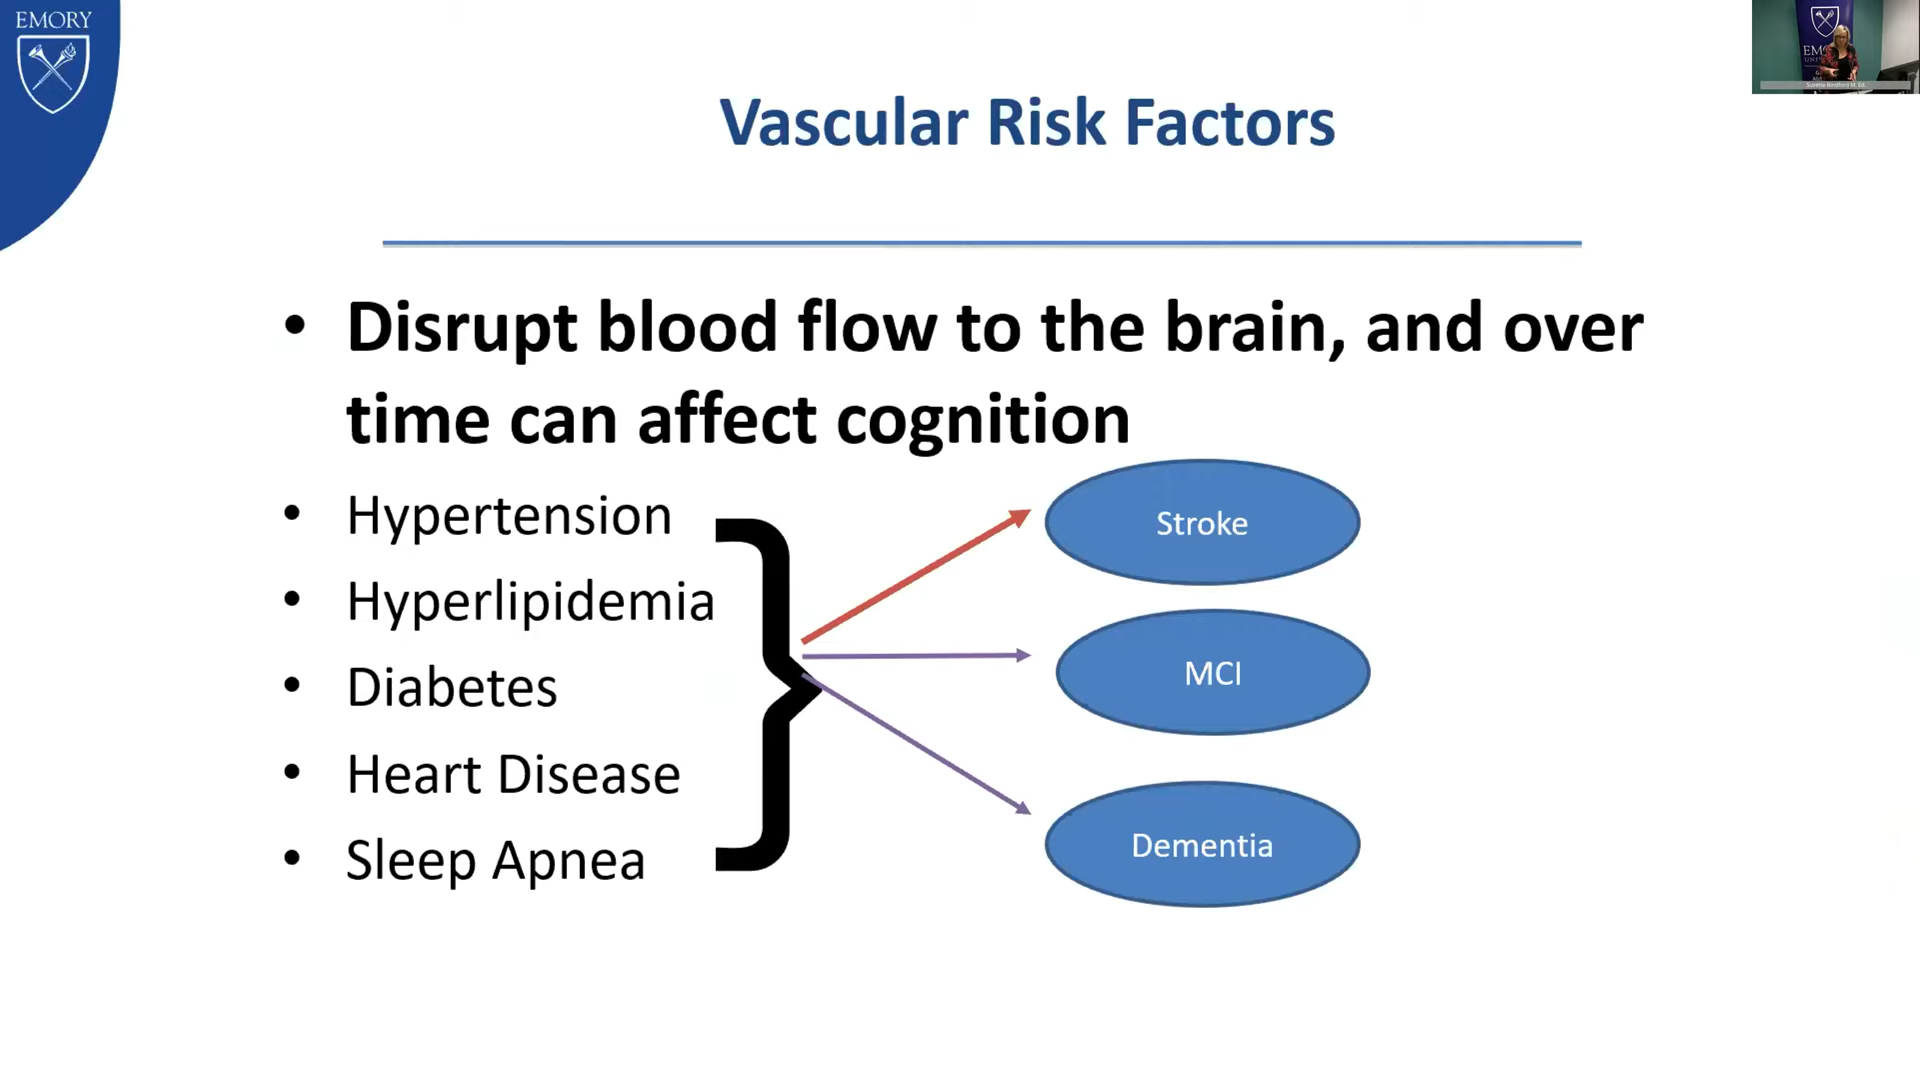 EMORY
Vascular Risk Factors
• Disrupt blood flow to the brain, and over
time can affect cognition
• Hypertension
• Hyperlipidemia
• Diabetes
• Heart Disease
• Sleep Apnea
Stroke
MCI
Dementia